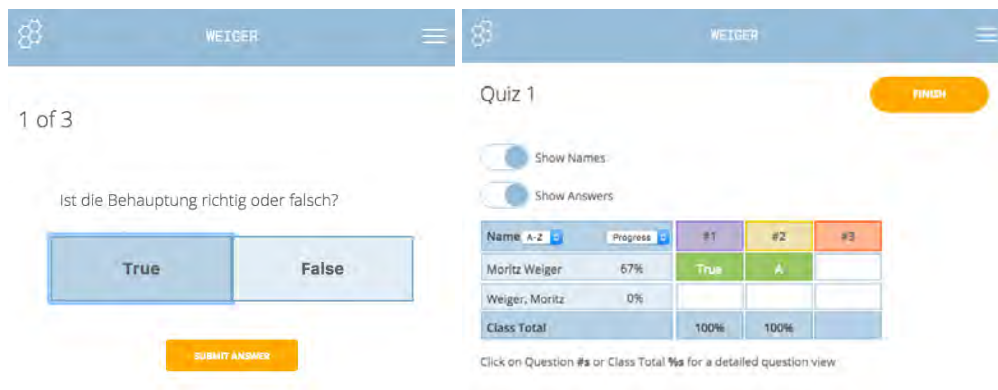 WEIGER
1 of 3
Ist die Behauptung richtig oder falsch?
True False
SUBMIT ANSWER
WEIGER
Quiz 1
FINISH
Show Names
Show Answers
Name A-Z Progress #1 #2 #3
Moritz Weiger 67% True A
Weiger, Moritz 0%
Class Total 100% 100%
Click on Question #s or Class Total %s for a detailed question view